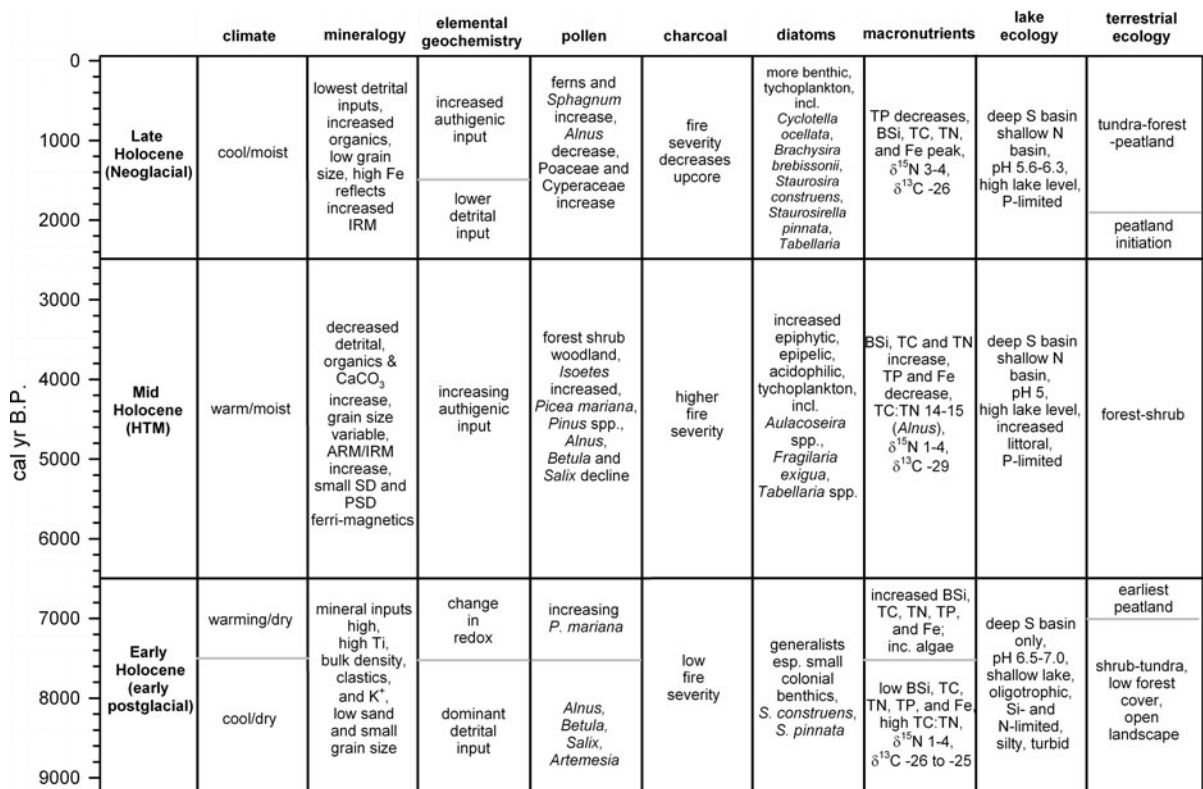 climate
mineralogy
elemental
geochemistry
pollen
charcoal
diatoms
macronutrients
lake
ecology
terrestrial
ecology
cal yr B.P.
0
1000
2000
3000
4000
5000
6000
7000
8000
9000
Late
Holocene
(Neoglacial)
cool/moist
lowest detrital
inputs,
increased
organics,
low grain
size, high Fe
reflects
increased
IRM
increased
authigenic
input
lower
detrital
input
ferns and
Sphagnum
increase,
Alnus
decrease,
Poaceae and
Cyperaceae
increase
fire
severity
decreases
upcore
more benthic,
tychoplankton,
incl.
Cyclotella
ocellata,
Brachysira
brebissonii,
Staurosira
construens,
Staurosirella
pinnata,
Tabellaria
TP decreases,
BSi, TC, TN,
and Fe peak,
δ¹⁵N 3-4,
δ¹³C -26
deep S basin
shallow N
basin,
pH 5.6-6.3,
high lake level,
P-limited
tundra-forest
-peatland
peatland
initiation
Mid
Holocene
(HTM)
warm/moist
decreased
detrital,
organics &
CaCO₃
increase,
grain size
variable,
ARM/IRM
increase,
small SD and
PSD
ferri-magnetics
increasing
authigenic
input
forest shrub
woodland,
Isoetes
increased,
Picea mariana,
Pinus spp.,
Alnus,
Betula and
Salix decline
higher
fire
severity
increased
epiphytic,
epipelic,
acidophilic,
tychoplankton,
incl.
Aulacoseira
spp.,
Fragilaria
exigua,
Tabellaria spp.
BSi, TC and TN
increase,
TP and Fe
decrease,
TC:TN 14-15
(Alnus),
δ¹⁵N 1-4,
δ¹³C -29
deep S basin
shallow N
basin,
pH 5,
high lake level,
increased
littoral,
P-limited
forest-shrub
Early
Holocene
(early
postglacial)
warming/dry
cool/dry
mineral inputs
high,
high Ti,
bulk density,
clastics,
and K⁺,
low sand
and small
grain size
change
in
redox
dominant
detrital
input
increasing
P. mariana
Alnus,
Betula,
Salix,
Artemesia
low
fire
severity
generalists
esp. small
colonial
benthics,
S. construens,
S. pinnata
increased BSi,
TC, TN, TP,
and Fe;
inc. algae
low BSi, TC,
TN, TP, and Fe,
high TC:TN,
δ¹⁵N 1-4,
δ¹³C -26 to -25
deep S basin
only,
pH 6.5-7.0,
shallow lake,
oligotrophic,
Si- and
N-limited,
silty, turbid
earliest
peatland
shrub-tundra,
low forest
cover,
open
landscape